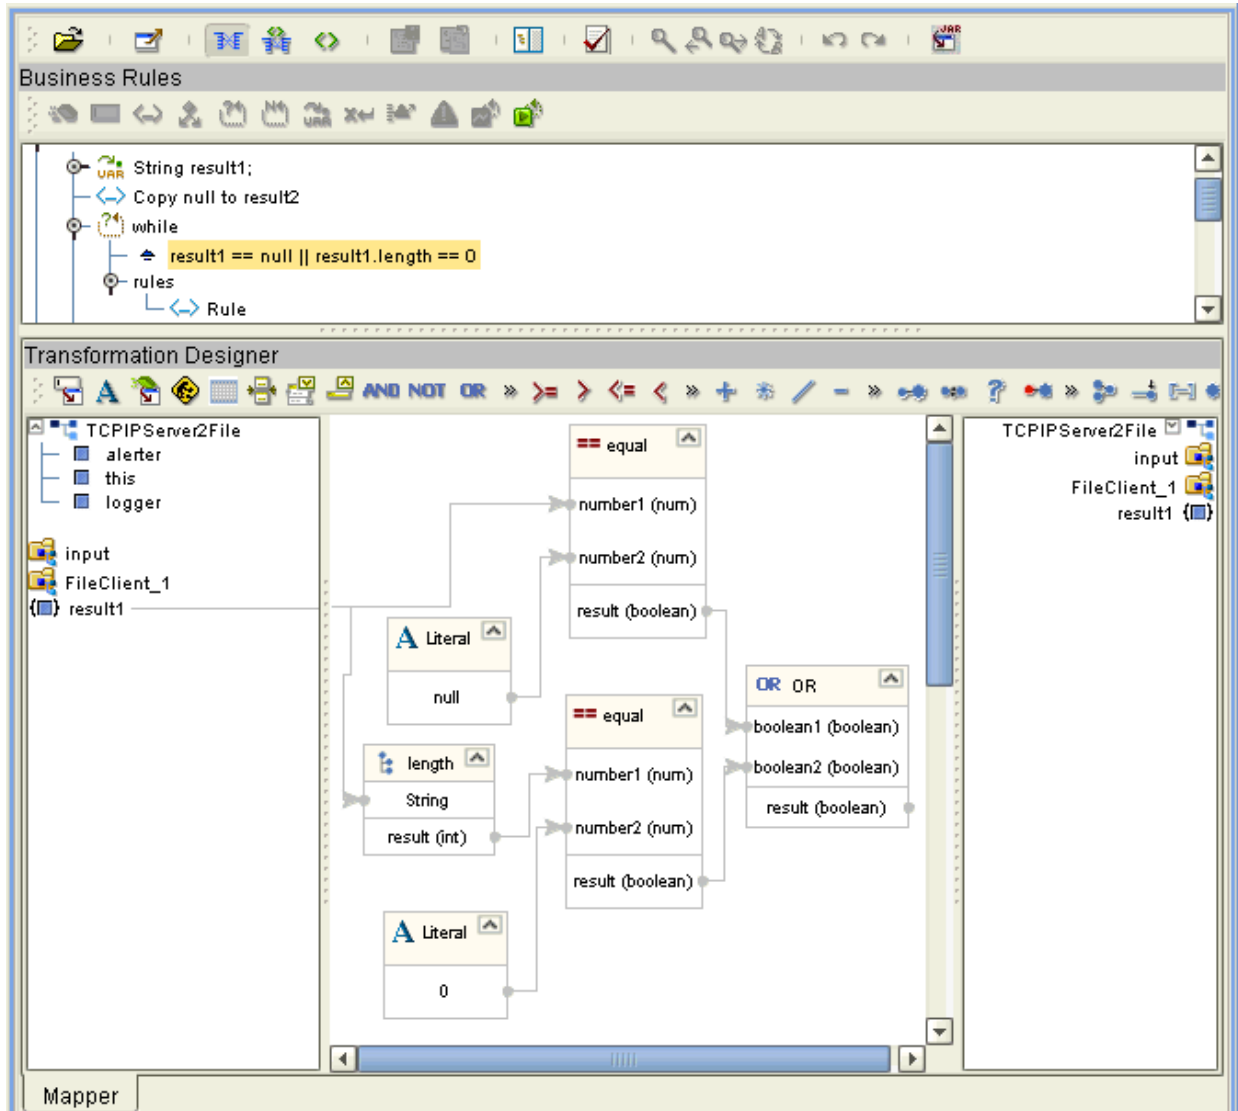 VAR
Business Rules
VAR
VAR String result1;
Copy null to result2
while
result1 == null || result1.length == 0
rules
Rule
Transformation Designer
A AND NOT OR » >= > <= < » + / - » ? » 
TCPIPServer2File
alerter
this
logger
input
FileClient_1
result1
== equal
number1 (num)
number2 (num)
result (boolean)
A Literal
null
length
String
result (int)
== equal
number1 (num)
number2 (num)
result (boolean)
A Literal
0
OR OR
boolean1 (boolean)
boolean2 (boolean)
result (boolean)
TCPIPServer2File
input
FileClient_1
result1
Mapper